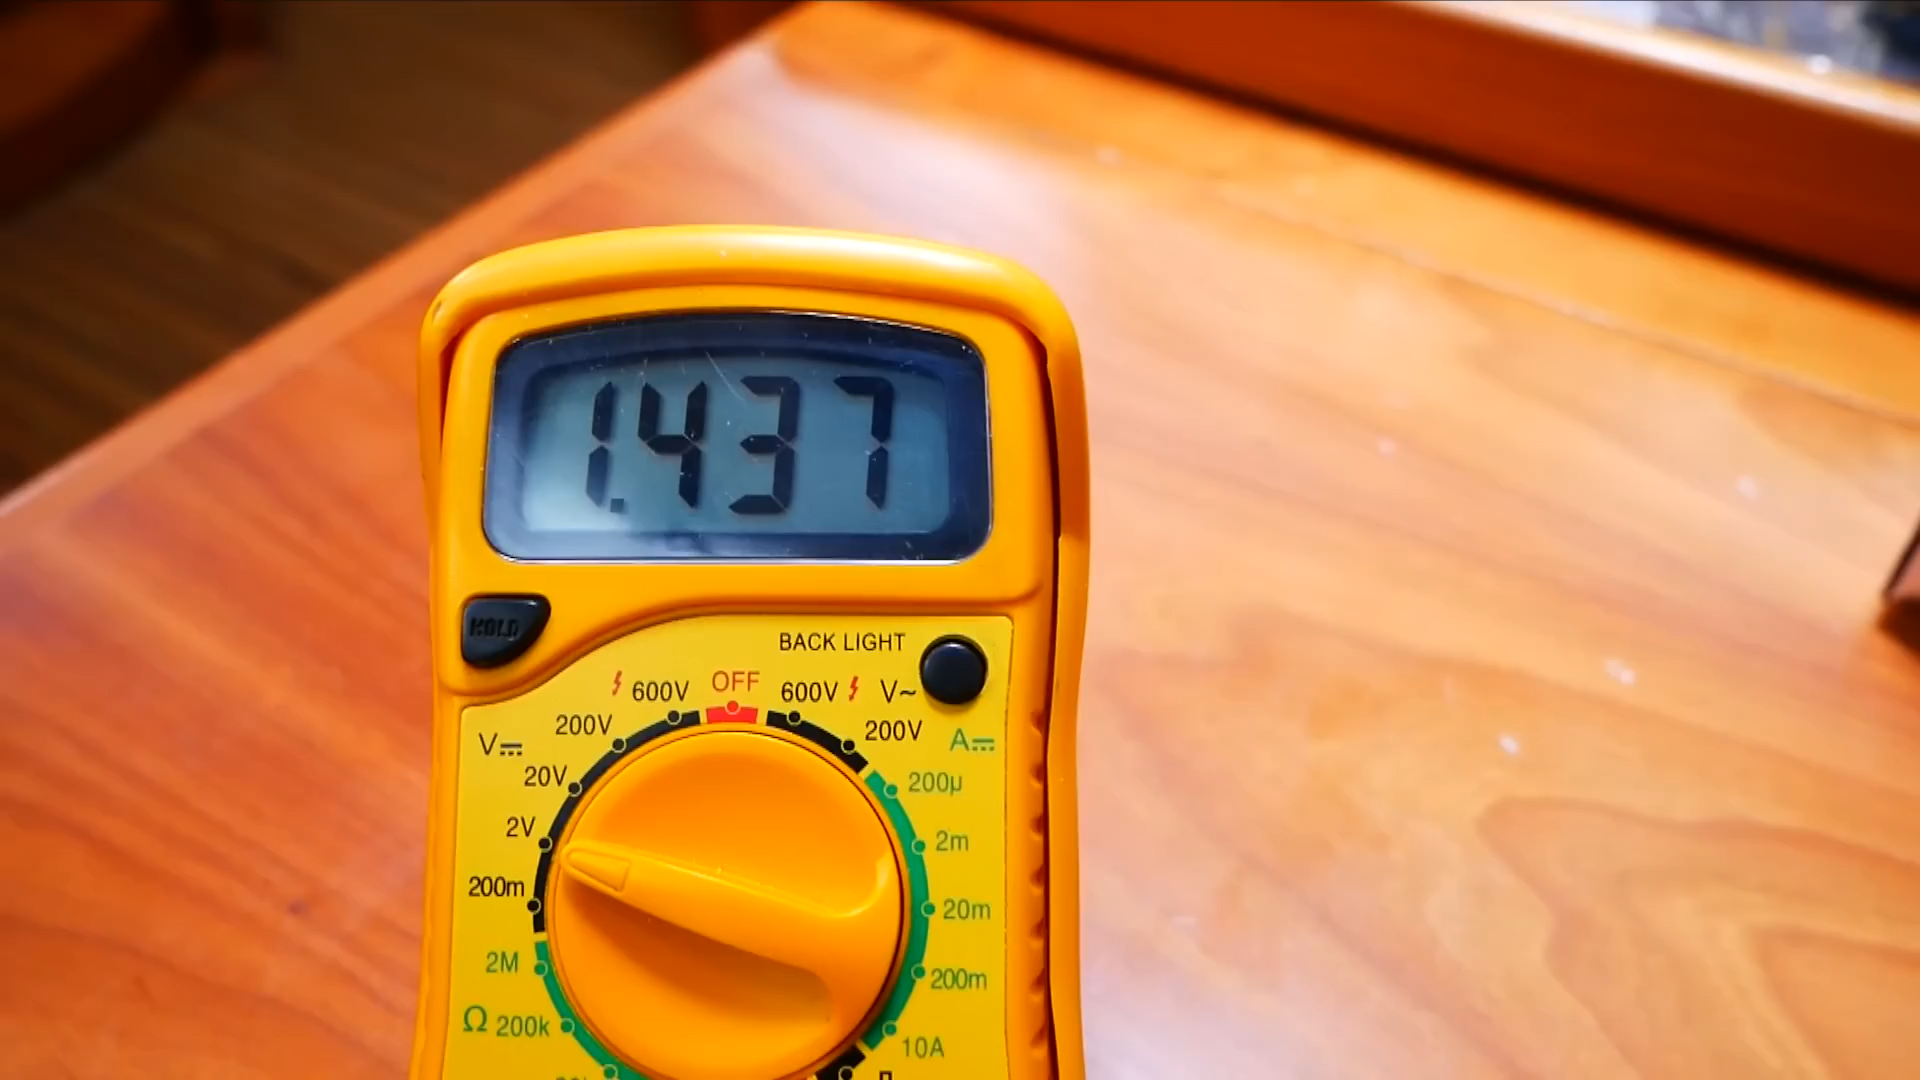 1.437
HOLD
BACK LIGHT
600V OFF 600V V~
200V 200V
V⎓ A⎓
20V 200µ
2V 2m
200m 20m
2M 200m
Ω 200k 10A